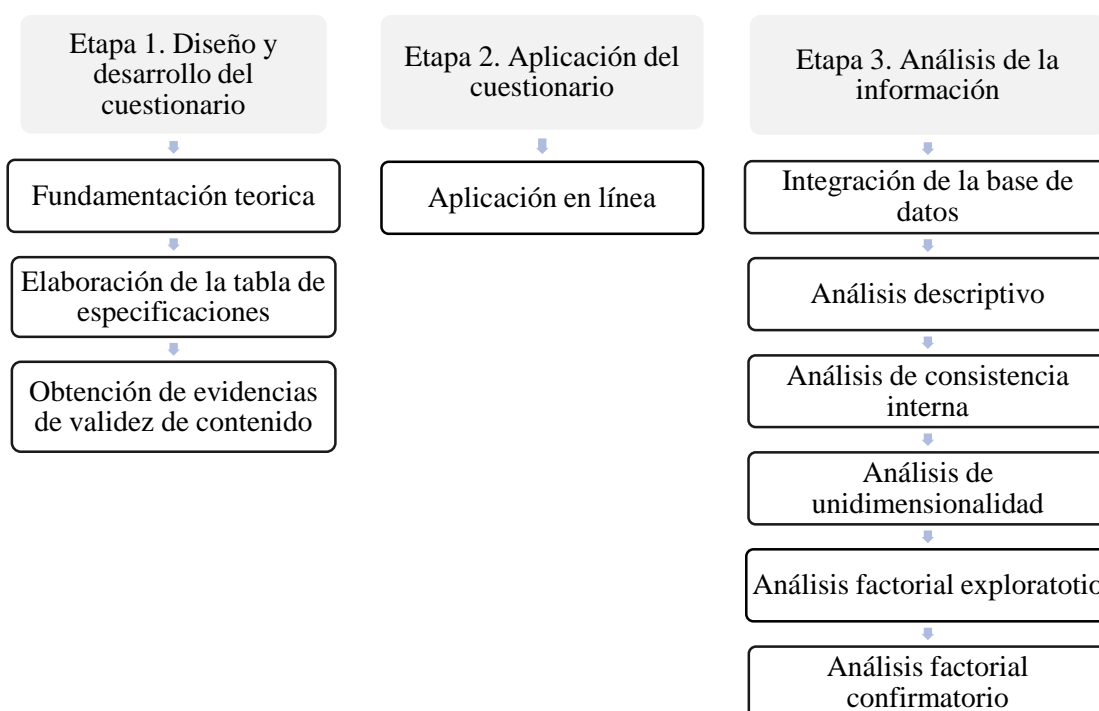 Etapa 1. Diseño y
desarrollo del
cuestionario
Fundamentación teorica
Elaboración de la tabla de
especificaciones
Obtención de evidencias
de validez de contenido
Etapa 2. Aplicación del
cuestionario
Aplicación en línea
Etapa 3. Análisis de la
información
Integración de la base de
datos
Análisis descriptivo
Análisis de consistencia
interna
Análisis de
unidimensionalidad
Análisis factorial exploratotio
Análisis factorial
confirmatorio